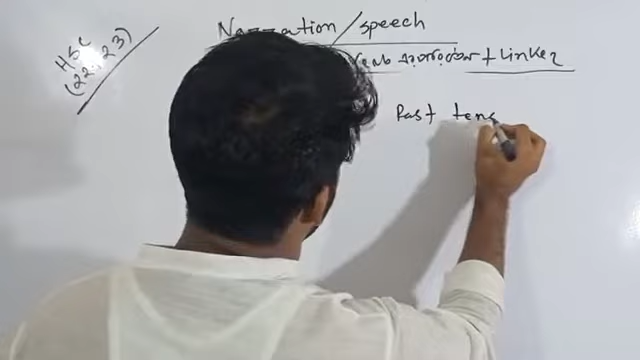 HSC
(22, 23)
Narration/speech
+ Linker
Past tens